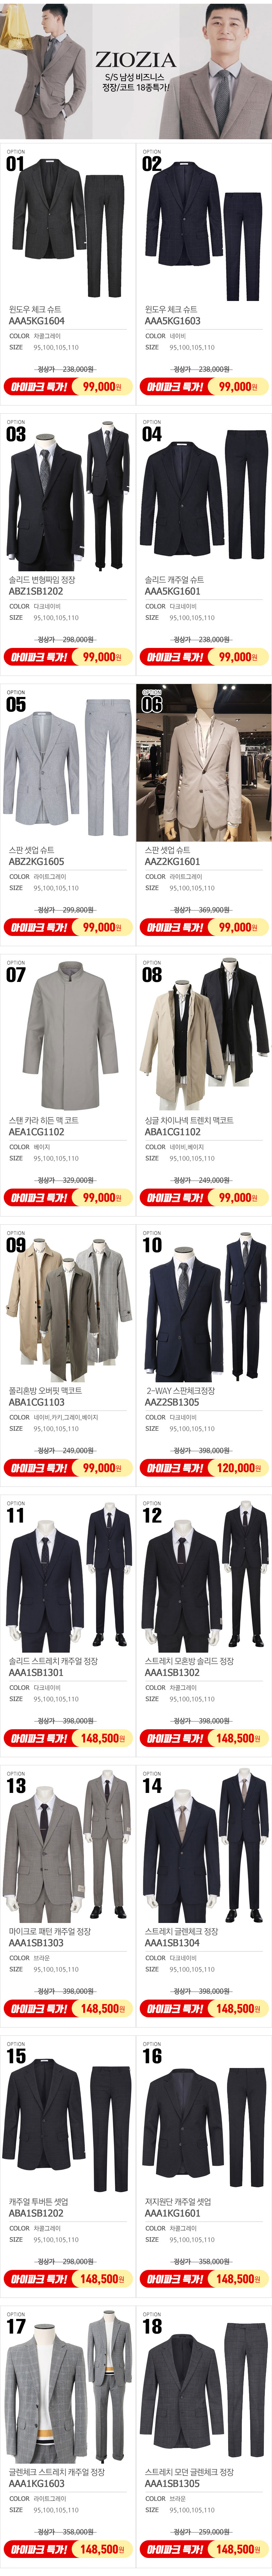 ZIOZIA
S/S 남성 비즈니스
정장/코트 18종특가!
OPTION
01
윈도우 체크 슈트
AAA5KG1604
COLOR 차콜그레이
SIZE 95,100,105,110
정상가 238,000원
아이파크 특가! 99,000원
OPTION
02
윈도우 체크 슈트
AAA5KG1603
COLOR 네이비
SIZE 95,100,105,110
정상가 238,000원
아이파크 특가! 99,000원
OPTION
03
솔리드 변형짜임 정장
ABZ1SB1202
COLOR 다크네이비
SIZE 95,100,105,110
정상가 298,000원
아이파크 특가! 99,000원
OPTION
04
솔리드 캐주얼 슈트
AAA5KG1601
COLOR 다크네이비
SIZE 95,100,105,110
정상가 238,000원
아이파크 특가! 99,000원
OPTION
05
스판 셋업 슈트
ABZ2KG1605
COLOR 라이트그레이
SIZE 95,100,105,110
정상가 299,800원
아이파크 특가! 99,000원
OPTION
06
스판 셋업 슈트
AAZ2KG1601
COLOR 라이트그레이
SIZE 95,100,105,110
정상가 369,900원
아이파크 특가! 99,000원
OPTION
07
스탠 카라 히든 맥 코트
AEA1CG1102
COLOR 베이지
SIZE 95,100,105,110
정상가 329,000원
아이파크 특가! 99,000원
OPTION
08
싱글 차이나넥 트렌치 맥코트
ABA1CG1102
COLOR 네이비,베이지
SIZE 95,100,105,110
정상가 249,000원
아이파크 특가! 99,000원
OPTION
09
폴리혼방 오버핏 맥코트
ABA1CG1103
COLOR 네이비,카키,그레이,베이지
SIZE 95,100,105,110
정상가 249,000원
아이파크 특가! 99,000원
OPTION
10
2-WAY 스판체크정장
AAZ2SB1305
COLOR 다크네이비
SIZE 95,100,105,110
정상가 398,000원
아이파크 특가! 120,000원
OPTION
11
솔리드 스트레치 캐주얼 정장
AAA1SB1301
COLOR 다크네이비
SIZE 95,100,105,110
정상가 398,000원
아이파크 특가! 148,500원
OPTION
12
스트레치 모혼방 솔리드 정장
AAA1SB1302
COLOR 차콜그레이
SIZE 95,100,105,110
정상가 398,000원
아이파크 특가! 148,500원
OPTION
13
마이크로 패턴 캐주얼 정장
AAA1SB1303
COLOR 브라운
SIZE 95,100,105,110
정상가 398,000원
아이파크 특가! 148,500원
OPTION
14
스트레치 글렌체크 정장
AAA1SB1304
COLOR 다크네이비
SIZE 95,100,105,110
정상가 398,000원
아이파크 특가! 148,500원
OPTION
15
캐주얼 투버튼 셋업
ABA1SB1202
COLOR 차콜그레이
SIZE 95,100,105,110
정상가 298,000원
아이파크 특가! 148,500원
OPTION
16
져지원단 캐주얼 셋업
AAA1KG1601
COLOR 차콜그레이
SIZE 95,100,105,110
정상가 358,000원
아이파크 특가! 148,500원
OPTION
17
글렌체크 스트레치 캐주얼 정장
AAA1KG1603
COLOR 라이트그레이
SIZE 95,100,105,110
정상가 358,000원
아이파크 특가! 148,500원
OPTION
18
스트레치 모던 글렌체크 정장
AAA1SB1305
COLOR 브라운
SIZE 95,100,105,110
정상가 259,000원
아이파크 특가! 148,500원